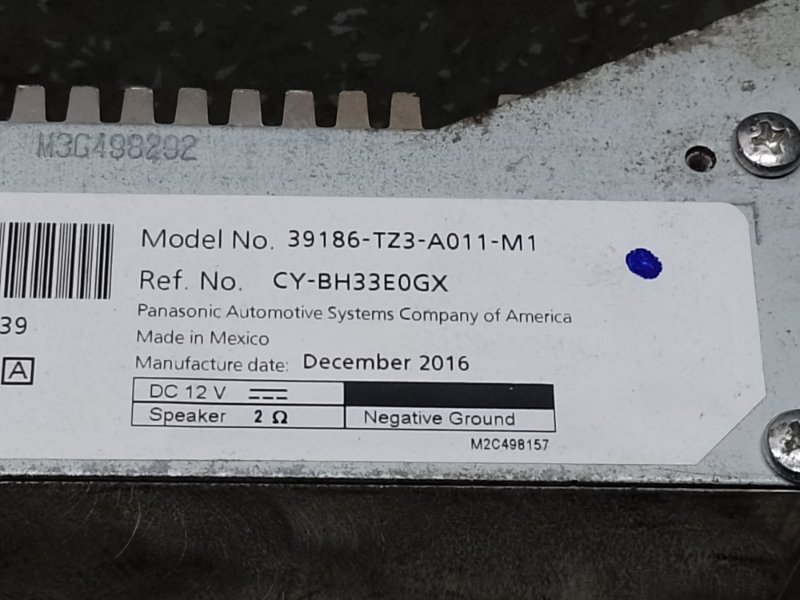 M3G498292
Model No. 39186-TZ3-A011-M1
Ref. No. CY-BH33E0GX
Panasonic Automotive Systems Company of America
39
Made in Mexico
A
Manufacture date: December 2016
DC 12 V
Speaker 2 Ω Negative Ground
M2C498157